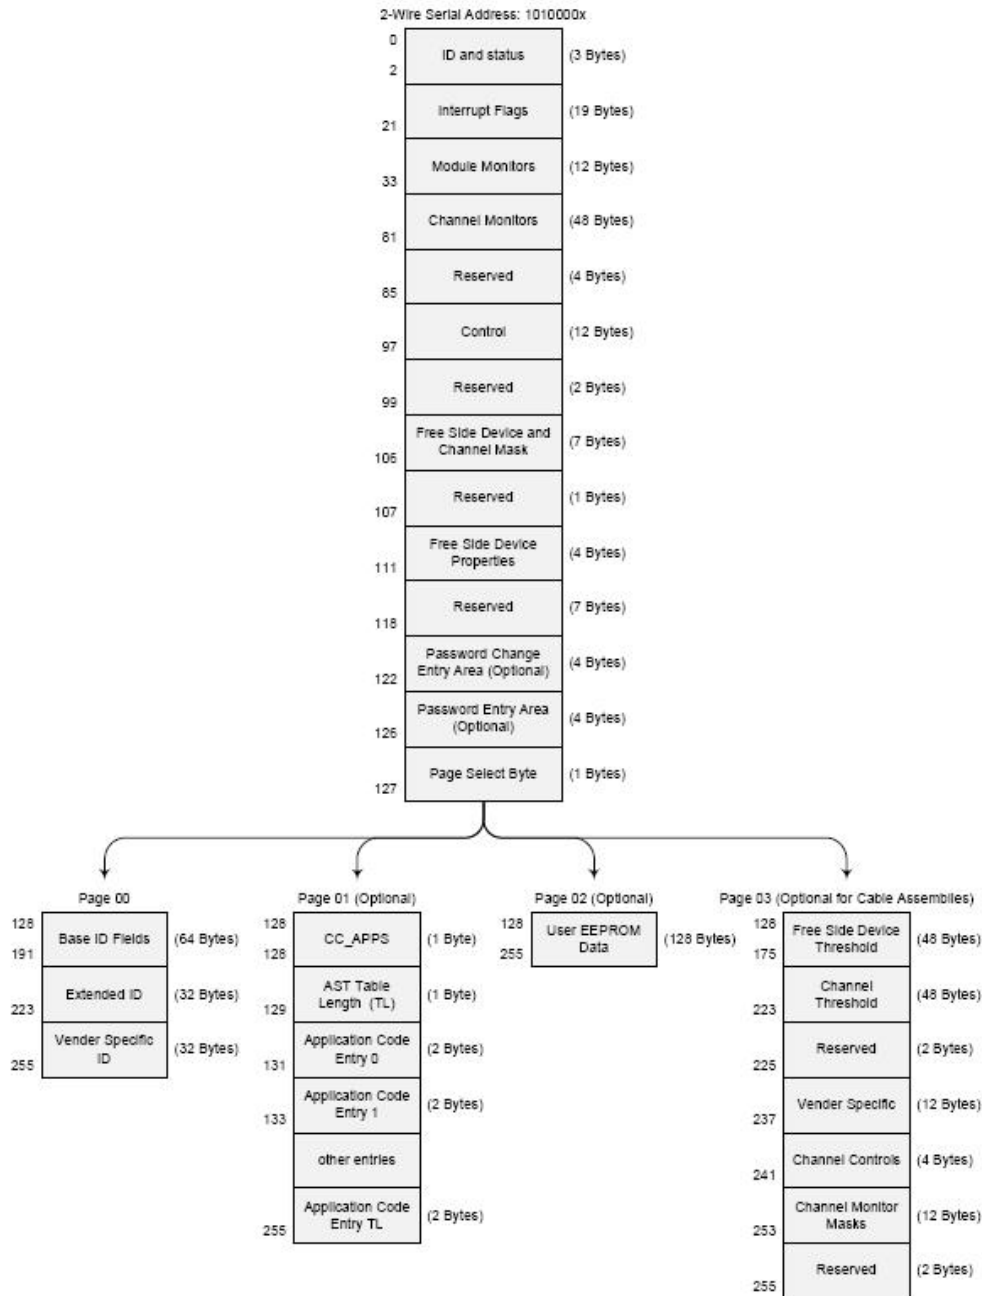 2-Wire Serial Address: 1010000x
0
ID and status
(3 Bytes)
2
Interrupt Flags
(19 Bytes)
21
Module Monitors
(12 Bytes)
33
Channel Monitors
(48 Bytes)
81
Reserved
(4 Bytes)
85
Control
(12 Bytes)
97
Reserved
(2 Bytes)
99
Free Side Device and
Channel Mask
(7 Bytes)
106
Reserved
(1 Bytes)
107
Free Side Device
Properties
(4 Bytes)
111
Reserved
(7 Bytes)
118
Password Change
Entry Area (Optional)
(4 Bytes)
122
Password Entry Area
(Optional)
(4 Bytes)
126
Page Select Byte
(1 Bytes)
127
Page 00
128
Base ID Fields
(64 Bytes)
191
Extended ID
(32 Bytes)
223
Vender Specific
ID
(32 Bytes)
255
Page 01 (Optional)
128
CC_APPS
(1 Byte)
128
AST Table
Length (TL)
(1 Byte)
129
Application Code
Entry 0
(2 Bytes)
131
Application Code
Entry 1
(2 Bytes)
133
other entries
Application Code
Entry TL
(2 Bytes)
255
Page 02 (Optional)
128
User EEPROM
Data
(128 Bytes)
255
Page 03 (Optional for Cable Assemblies)
128
Free Side Device
Threshold
(48 Bytes)
175
Channel
Threshold
(48 Bytes)
223
Reserved
(2 Bytes)
225
Vender Specific
(12 Bytes)
237
Channel Controls
(4 Bytes)
241
Channel Monitor
Masks
(12 Bytes)
253
Reserved
(2 Bytes)
255